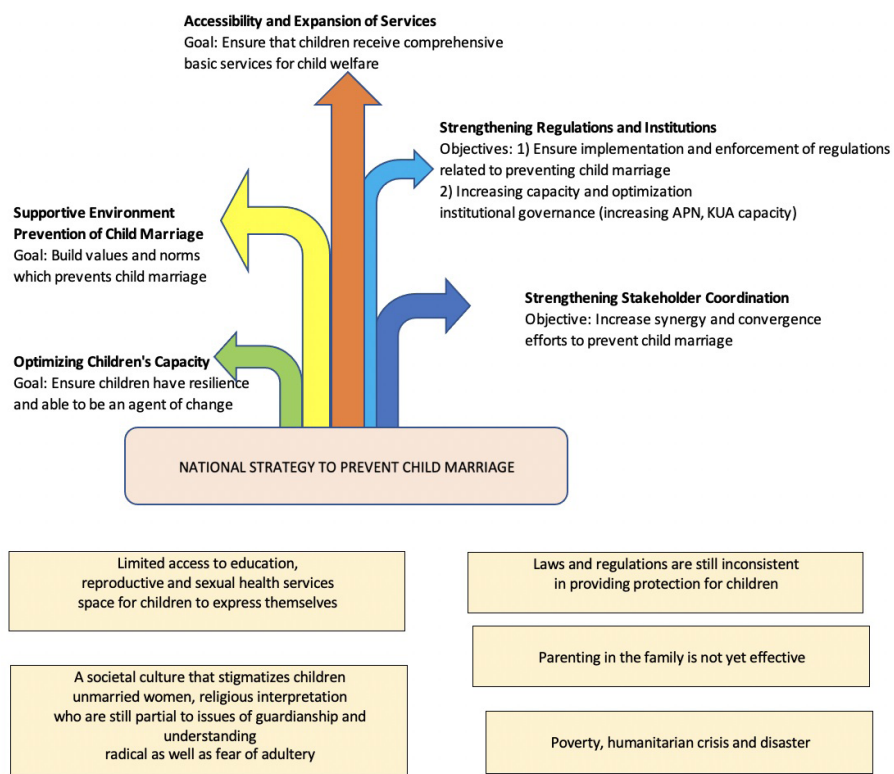 Accessibility and Expansion of Services
Goal: Ensure that children receive comprehensive
basic services for child welfare
Strengthening Regulations and Institutions
Objectives: 1) Ensure implementation and enforcement of regulations
related to preventing child marriage
2) Increasing capacity and optimization
institutional governance (increasing APN, KUA capacity)
Supportive Environment
Prevention of Child Marriage
Goal: Build values and norms
which prevents child marriage
Strengthening Stakeholder Coordination
Objective: Increase synergy and convergence
efforts to prevent child marriage
Optimizing Children's Capacity
Goal: Ensure children have resilience
and able to be an agent of change
NATIONAL STRATEGY TO PREVENT CHILD MARRIAGE
Limited access to education,
reproductive and sexual health services
space for children to express themselves
Laws and regulations are still inconsistent
in providing protection for children
Parenting in the family is not yet effective
A societal culture that stigmatizes children
unmarried women, religious interpretation
who are still partial to issues of guardianship and
understanding
radical as well as fear of adultery
Poverty, humanitarian crisis and disaster